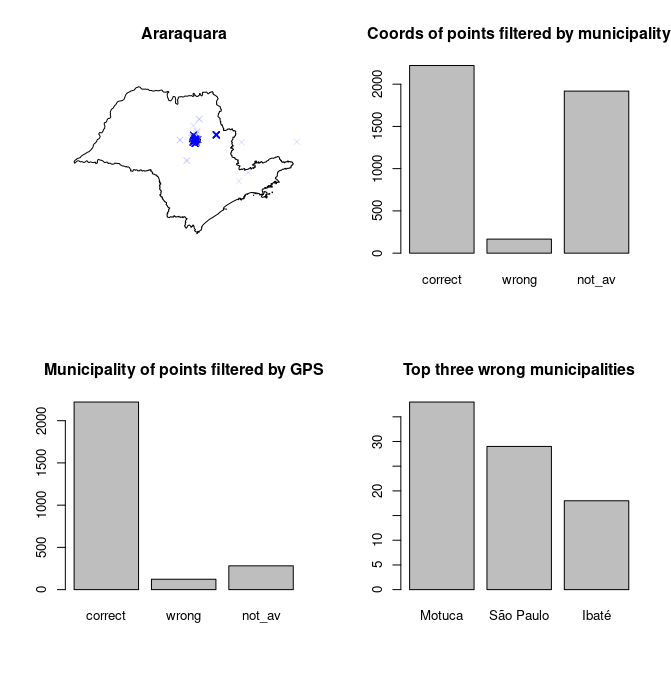 Araraquara
Coords of points filtered by municipality
2000
1500
1000
500
0
correct wrong not_av
Municipality of points filtered by GPS
2000
1500
1000
500
0
correct wrong not_av
Top three wrong municipalities
30
20
10
5
0
Motuca São Paulo Ibaté